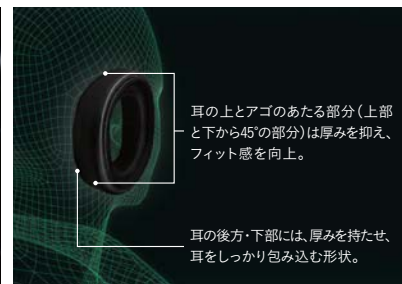 耳の上とアゴのあたる部分（上部
と下から45°の部分）は厚みを抑え、
フィット感を向上。
耳の後方・下部には、厚みを持たせ、
耳をしっかり包み込む形状。